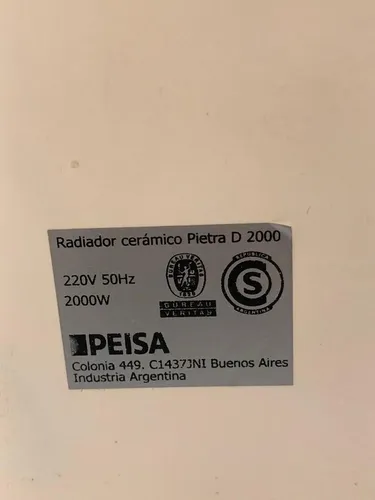 Radiador cerámico Pietra D 2000
220V 50Hz
2000W
BUREAU VERITAS
1828
BUREAU
VERITAS
REPUBLICA
S
ARGENTINA
PEISA
Colonia 449. C1437JNI Buenos Aires
Industria Argentina